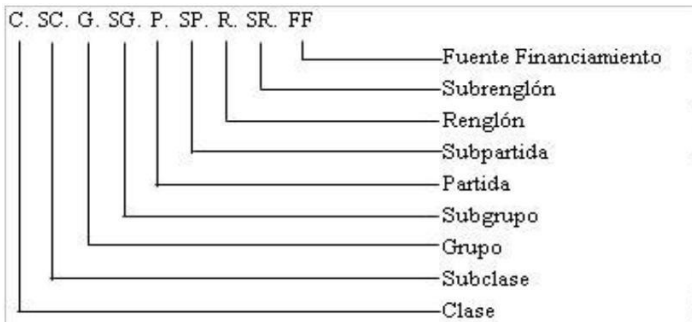 C. SC. G. SG. P. SP. R. SR. FF
Fuente Financiamiento
Subrenglón
Renglón
Subpartida
Partida
Subgrupo
Grupo
Subclase
Clase